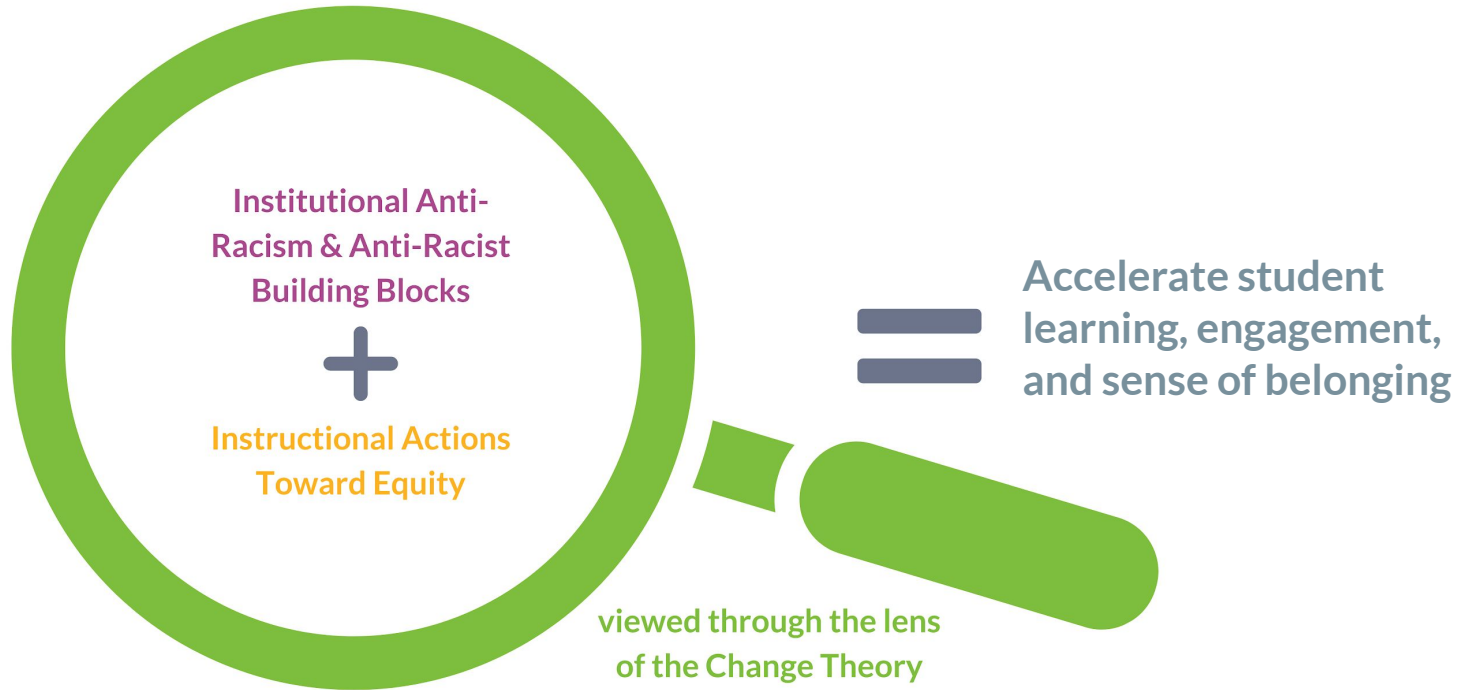 Institutional Anti-
Racism & Anti-Racist
Building Blocks
+
Instructional Actions
Toward Equity
viewed through the lens
of the Change Theory
=
Accelerate student
learning, engagement,
and sense of belonging